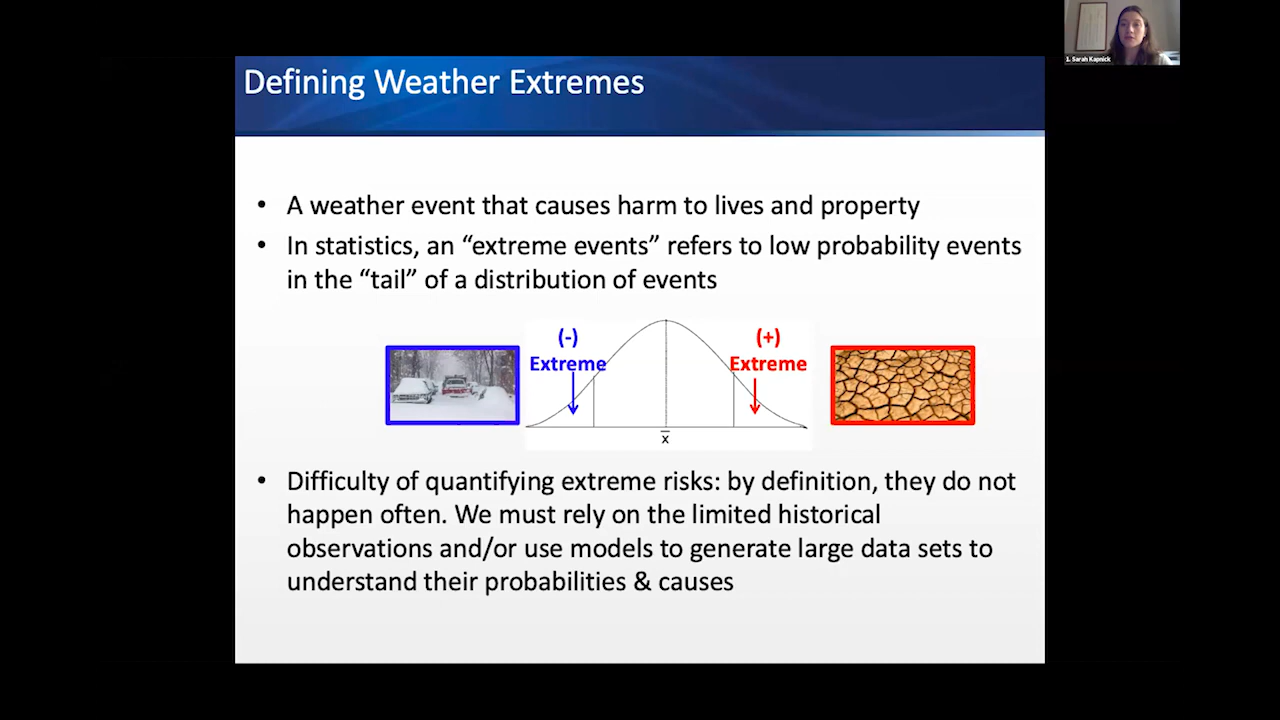 1. Sarah Kapnick
Defining Weather Extremes
• A weather event that causes harm to lives and property
• In statistics, an “extreme events” refers to low probability events
in the “tail” of a distribution of events
(-)
Extreme
(+)
Extreme
x̅
• Difficulty of quantifying extreme risks: by definition, they do not
happen often. We must rely on the limited historical
observations and/or use models to generate large data sets to
understand their probabilities & causes